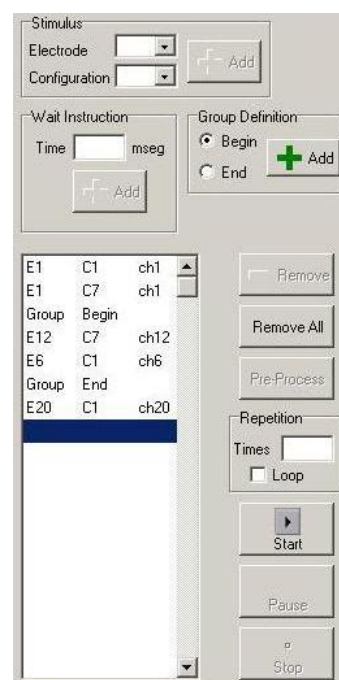 Stimulus
Electrode
Configuration
Add
Wait Instruction
Time mseg
Add
Group Definition
Begin
End
Add
E1 C1 ch1
E1 C7 ch1
Group Begin
E12 C7 ch12
E6 C1 ch6
Group End
E20 C1 ch20
Remove
Remove All
Pre-Process
Repetition
Times
Loop
Start
Pause
Stop